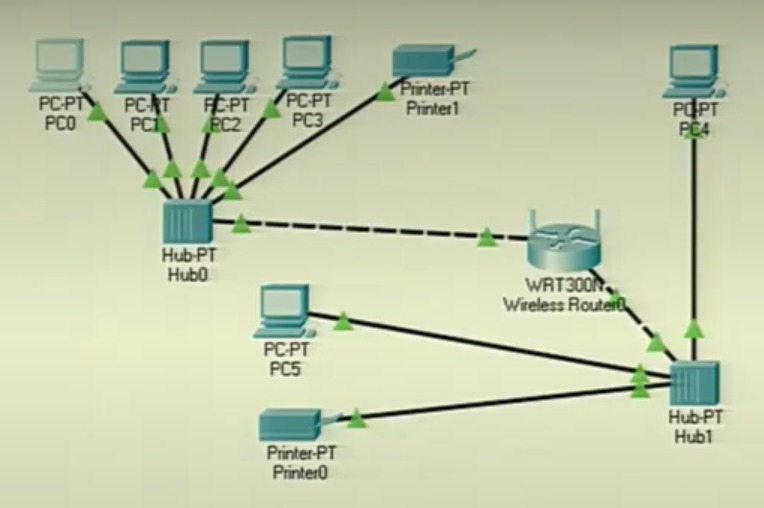 PC-PT
PC0
PC-PT
PC1
PC-PT
PC2
PC-PT
PC3
Printer-PT
Printer1
PC-PT
PC4
Hub-PT
Hub0
WRT300N
Wireless Router0
PC-PT
PC5
Hub-PT
Hub1
Printer-PT
Printer0